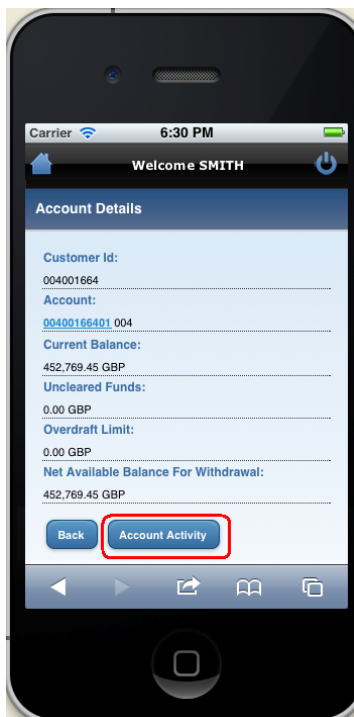 Carrier 6:30 PM
Welcome SMITH
Account Details
Customer Id:
004001664
Account:
00400166401 004
Current Balance:
452,769.45 GBP
Uncleared Funds:
0.00 GBP
Overdraft Limit:
0.00 GBP
Net Available Balance For Withdrawal:
452,769.45 GBP
Back Account Activity